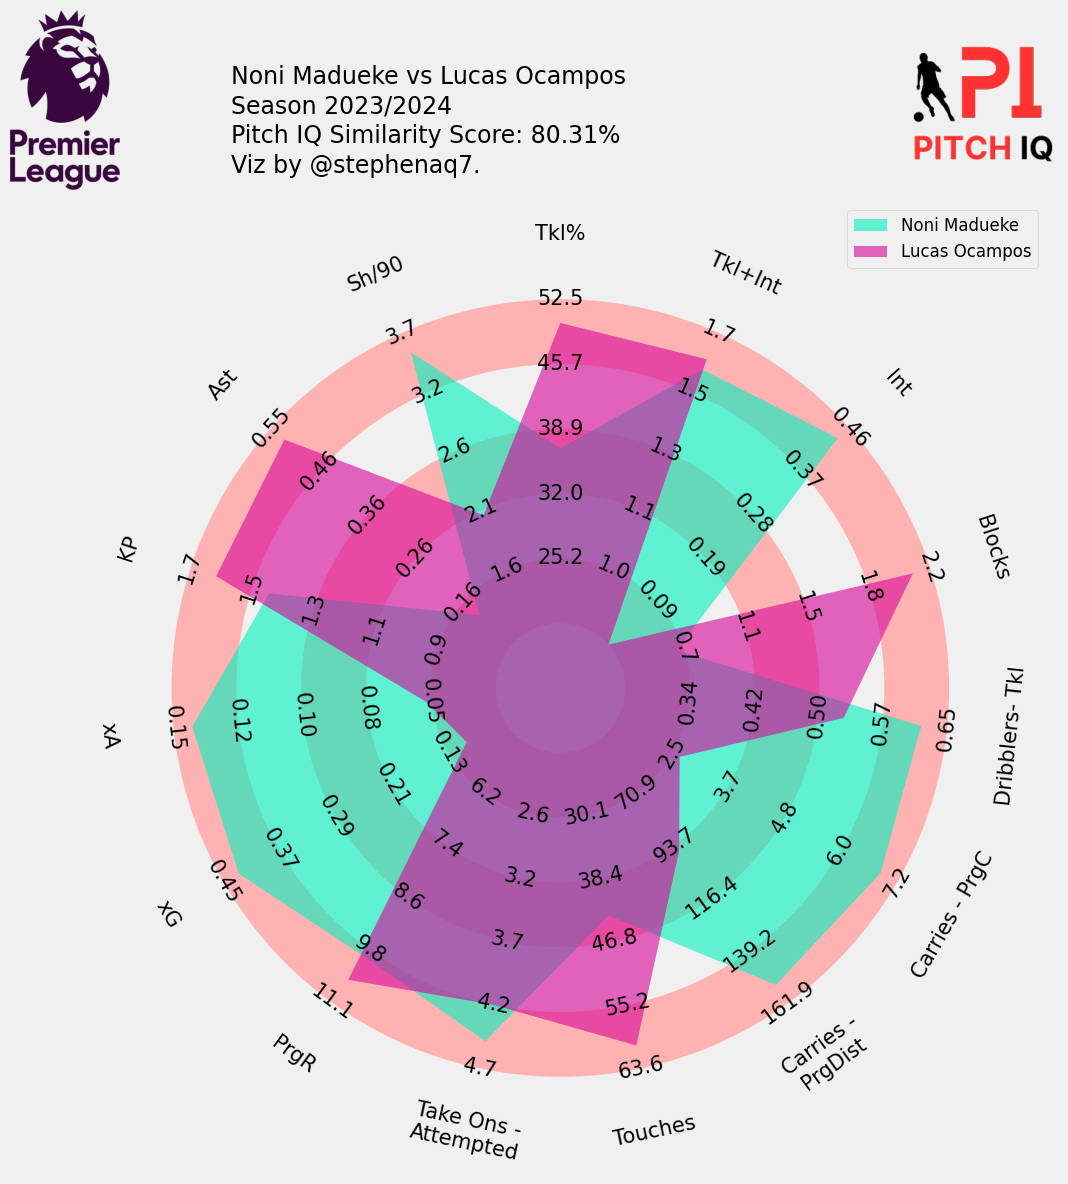 Noni Madueke vs Lucas Ocampos
Season 2023/2024
Pitch IQ Similarity Score: 80.31%
Viz by @stephenaq7.
Premier
League
PI
PITCH IQ
Noni Madueke
Lucas Ocampos
Tkl%
52.5
45.7
38.9
32.0
25.2
Tkl+Int
1.7
1.5
1.3
1.1
1.0
Int
0.46
0.37
0.28
0.19
0.09
Blocks
2.2
1.8
1.5
1.1
0.7
Dribblers- Tkl
0.65
0.57
0.50
0.42
0.34
Carries - PrgC
7.2
6.0
4.8
3.7
2.5
Carries -
PrgDist
161.9
139.2
116.4
93.7
70.9
Touches
63.6
55.2
46.8
38.4
30.1
Take Ons -
Attempted
4.7
4.2
3.7
3.2
2.6
PrgR
11.1
9.8
8.6
7.4
6.2
xG
0.45
0.37
0.29
0.21
0.13
xA
0.15
0.12
0.10
0.08
0.05
KP
1.7
1.5
1.3
1.1
0.9
Ast
0.55
0.46
0.36
0.26
0.16
Sh/90
3.7
3.2
2.6
2.1
1.6